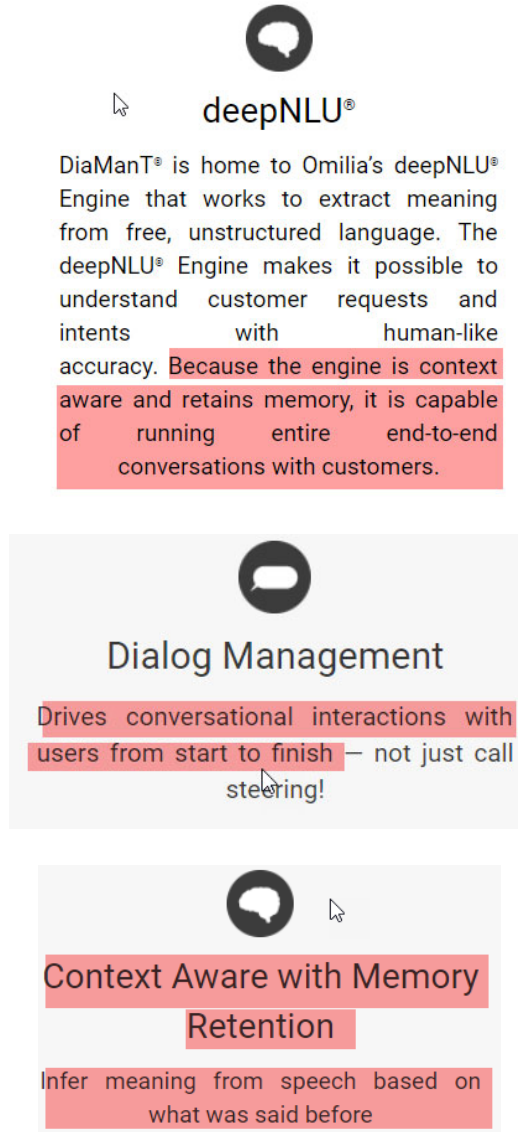 deepNLU®
DiaManT® is home to Omilia’s deepNLU®
Engine that works to extract meaning
from free, unstructured language. The
deepNLU® Engine makes it possible to
understand customer requests and
intents with human-like
accuracy. Because the engine is context
aware and retains memory, it is capable
of running entire end-to-end
conversations with customers.
Dialog Management
Drives conversational interactions with
users from start to finish — not just call
steering!
Context Aware with Memory
Retention
Infer meaning from speech based on
what was said before